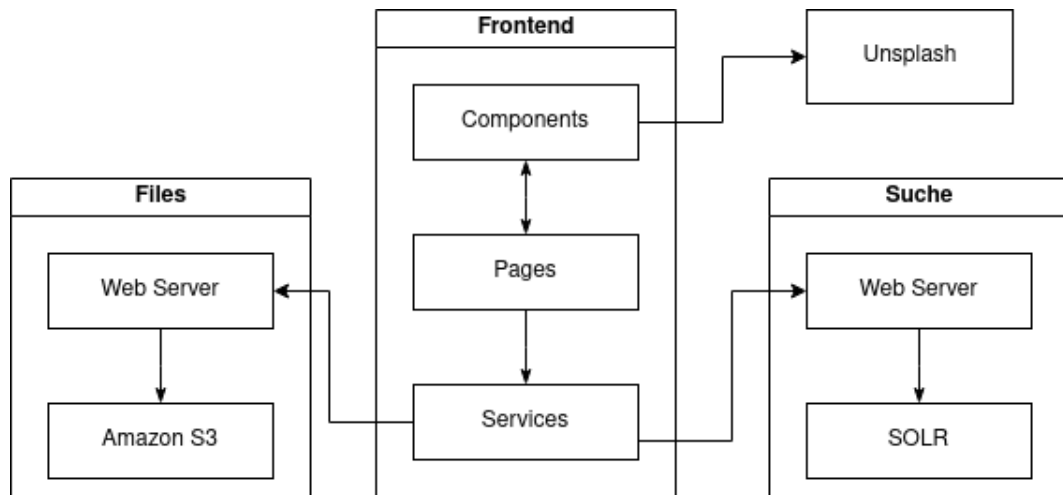 Frontend
Unsplash
Components
Files
Suche
Web Server
Pages
Web Server
Amazon S3
Services
SOLR